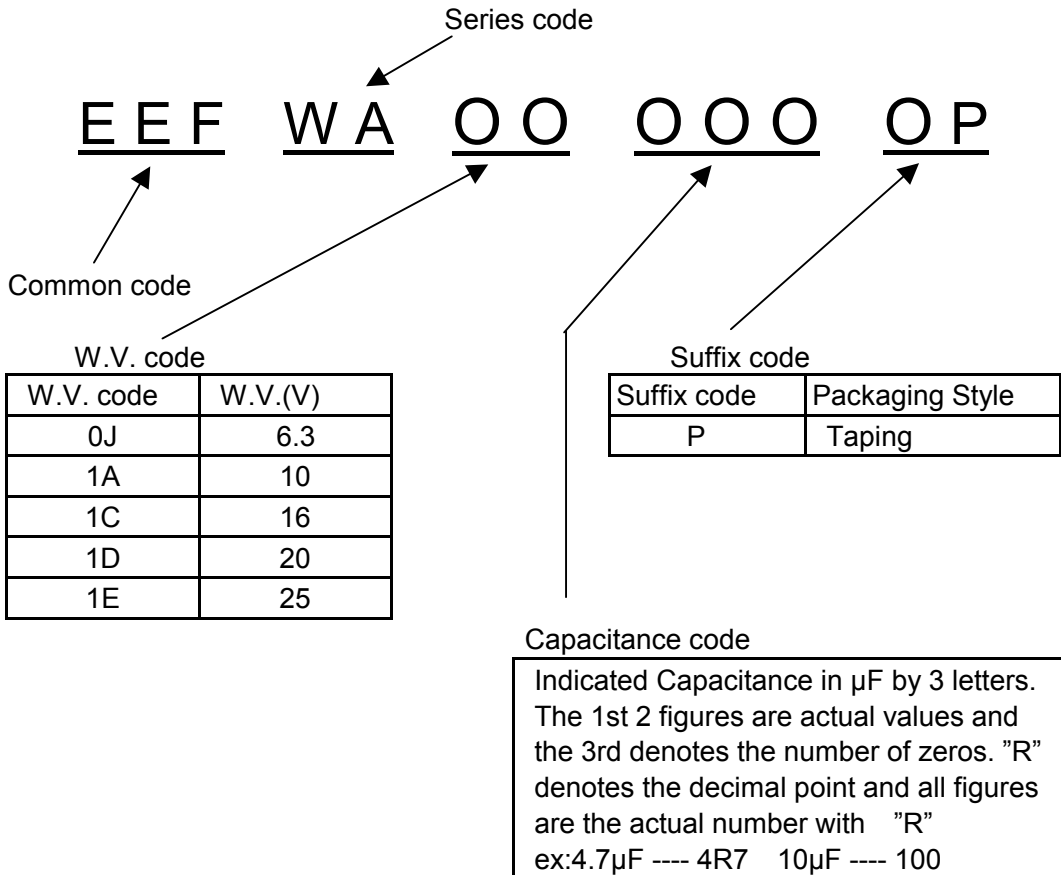 Series code
E E F W A O O O O O O P
Common code
W.V. code
W.V. code W.V.(V)
0J 6.3
1A 10
1C 16
1D 20
1E 25
Suffix code
Suffix code Packaging Style
P Taping
Capacitance code
Indicated Capacitance in µF by 3 letters.
The 1st 2 figures are actual values and
the 3rd denotes the number of zeros. ”R”
denotes the decimal point and all figures
are the actual number with ”R”
ex:4.7µF ---- 4R7 10µF ---- 100